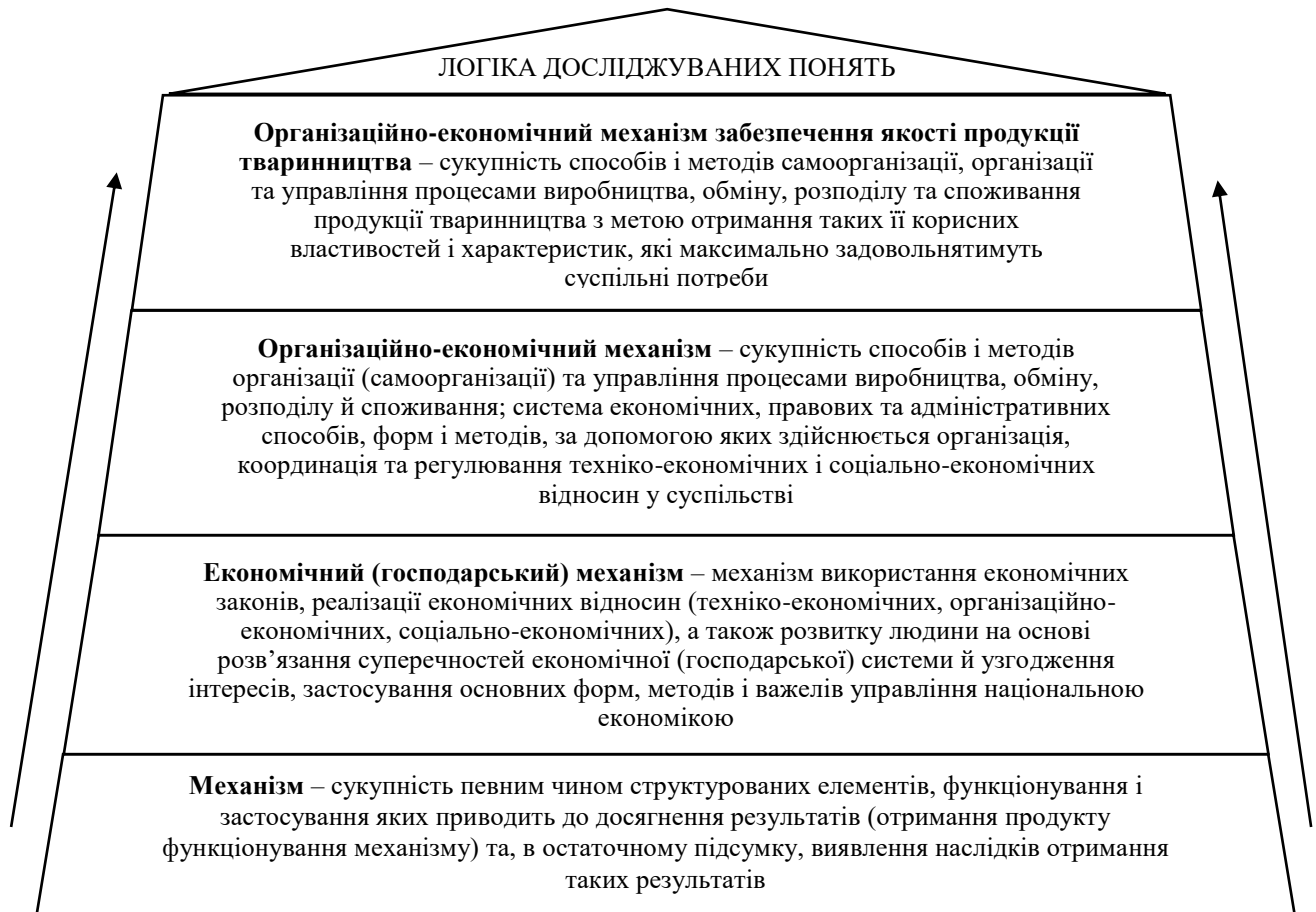 ЛОГІКА ДОСЛІДЖУВАНИХ ПОНЯТЬ
Організаційно-економічний механізм забезпечення якості продукції
тваринництва – сукупність способів і методів самоорганізації, організації
та управління процесами виробництва, обміну, розподілу та споживання
продукції тваринництва з метою отримання таких її корисних
властивостей і характеристик, які максимально задовольнятимуть
суспільні потреби
Організаційно-економічний механізм – сукупність способів і методів
організації (самоорганізації) та управління процесами виробництва, обміну,
розподілу й споживання; система економічних, правових та адміністративних
способів, форм і методів, за допомогою яких здійснюється організація,
координація та регулювання техніко-економічних і соціально-економічних
відносин у суспільстві
Економічний (господарський) механізм – механізм використання економічних
законів, реалізації економічних відносин (техніко-економічних, організаційно-
економічних, соціально-економічних), а також розвитку людини на основі
розв’язання суперечностей економічної (господарської) системи й узгодження
інтересів, застосування основних форм, методів і важелів управління національною
економікою
Механізм – сукупність певним чином структурованих елементів, функціонування і
застосування яких приводить до досягнення результатів (отримання продукту
функціонування механізму) та, в остаточному підсумку, виявлення наслідків отримання
таких результатів